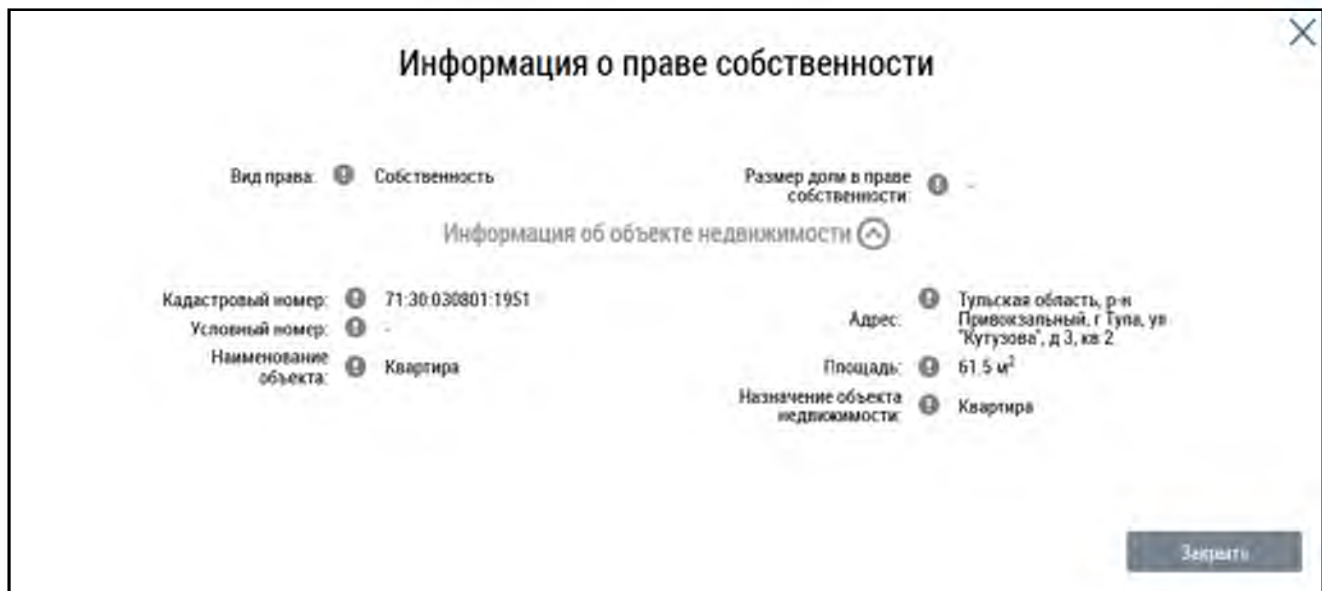 Информация о праве собственности
Вид права: Собственность
Размер доли в праве
собственности: -
Информация об объекте недвижимости
Кадастровый номер: 71:30:030801:1951
Условный номер: -
Наименование
объекта: Квартира
Адрес: Тульская область, р-н
Привокзальный, г Тула, ул
"Кутузова", д 3, кв 2
Площадь: 61.5 м²
Назначение объекта
недвижимости: Квартира
Закрыть